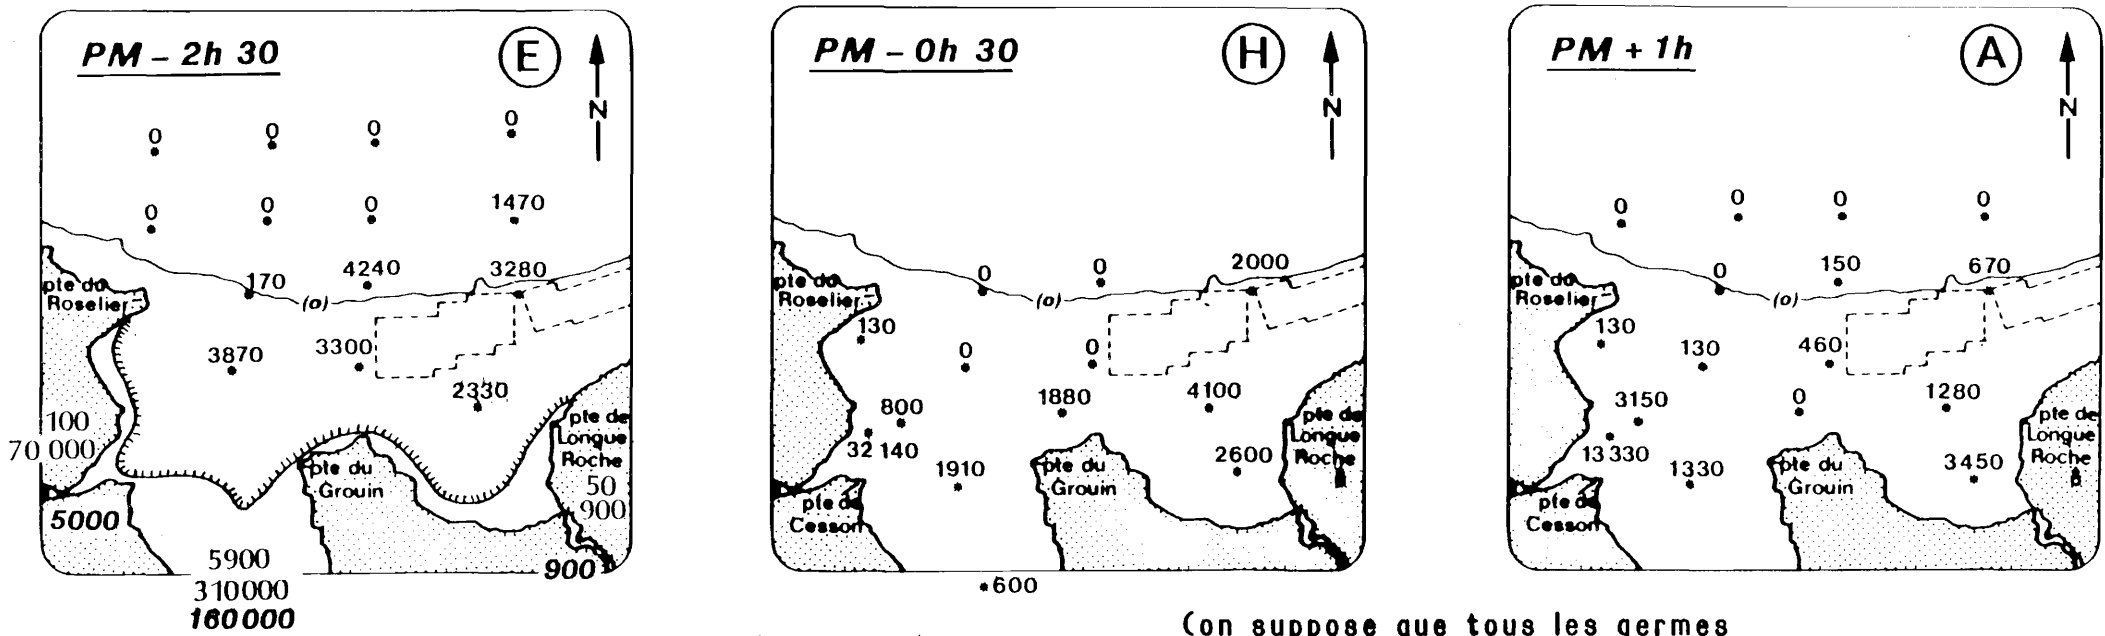 PM – 2h 30
E
N
0
0
0
0
0
0
0
1470
170
4240
3280
(o)
pte du
Roselier
3870
3300
2330
100
70 000
pte de
Longue
Roche
50
900
pte du
Grouin
5000
5900
310000
160000
900
PM – 0h 30
H
N
0
0
2000
(o)
pte du
Roselier
130
0
0
800
1880
4100
32 140
1910
2600
pte de
Longue
Roche
pte du
Grouin
pte de
Cesson
600
PM + 1h
A
N
0
0
0
0
0
150
670
(o)
pte du
Roselier
130
130
460
3150
0
1280
13 330
1330
3450
pte de
Longue
Roche
pte du
Grouin
pte de
Cesson
(on suppose que tous les germes